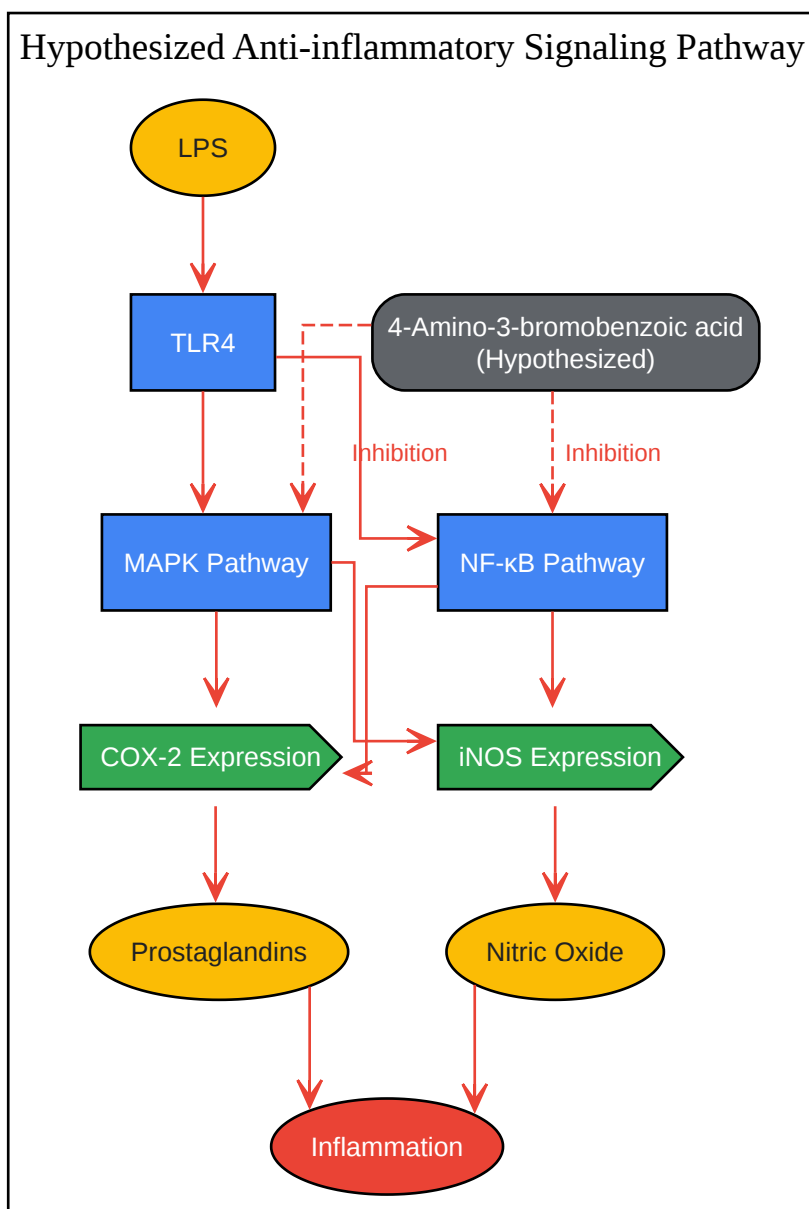 Hypothesized Anti-inflammatory Signaling Pathway
LPS
TLR4
4-Amino-3-bromobenzoic acid
(Hypothesized)
Inhibition
Inhibition
MAPK Pathway
NF-κB Pathway
COX-2 Expression
iNOS Expression
Prostaglandins
Nitric Oxide
Inflammation